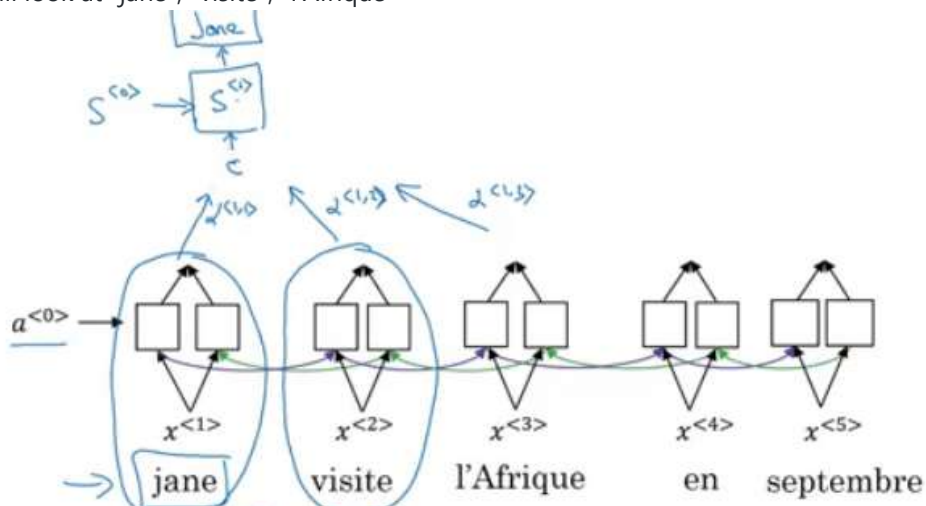 Jane
S<0> S<1>
c
α<1,1> α<1,2> α<1,3>
a<0>
x<1> x<2> x<3> x<4> x<5>
jane visite l'Afrique en septembre